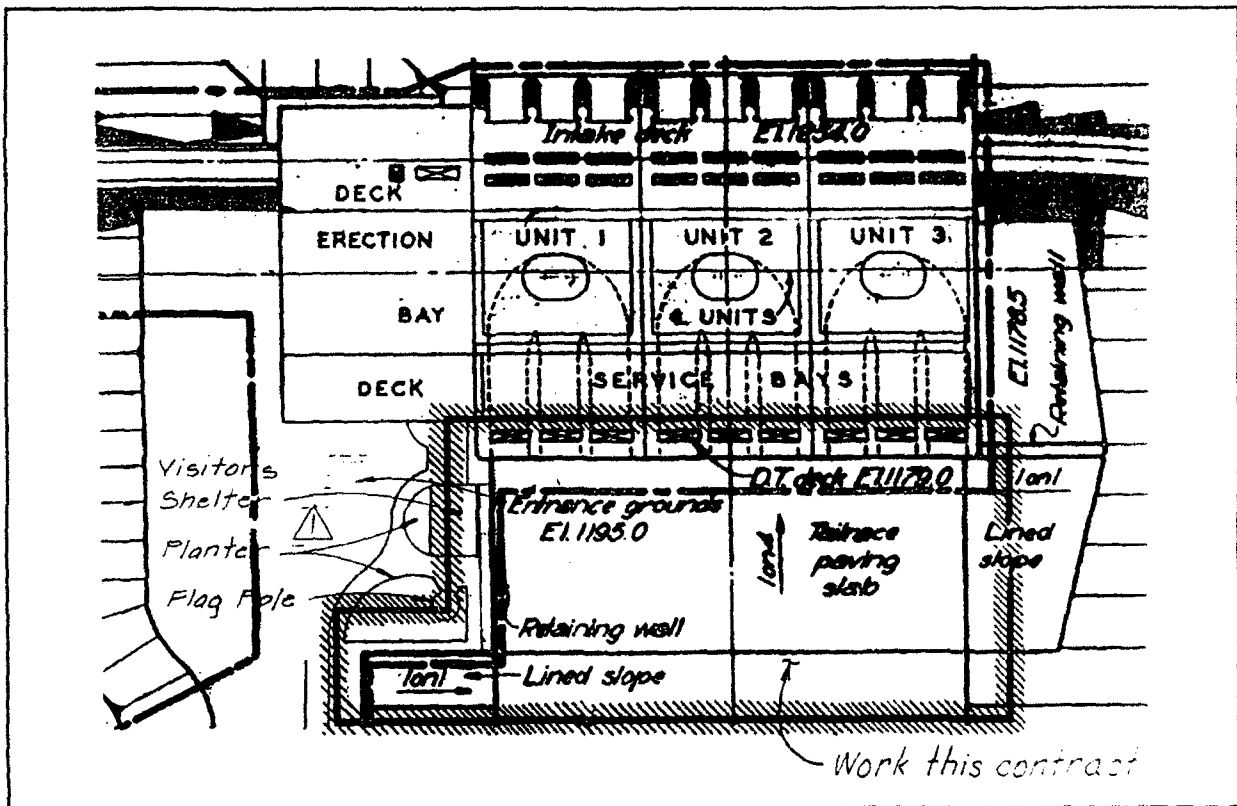 Intake deck El.1254.0
DECK
ERECTION
BAY
DECK
UNIT 1
UNIT 2
UNIT 3
℄ UNITS
SERVICE BAYS
El.1178.5
Retaining wall
Visitors
Shelter
Planter
Flag Pole
D.T. deck El.1179.0
Entrance grounds
El.1195.0
1on4
Tailrace
paving
slab
1on1
Lined
slope
Retaining wall
1on1
Lined slope
Work this contract